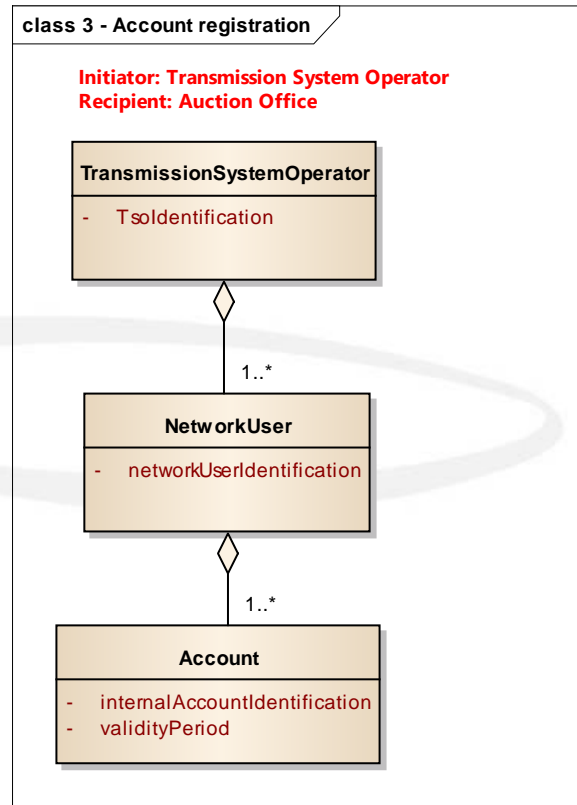 class 3 - Account registration
Initiator: Transmission System Operator
Recipient: Auction Office
TransmissionSystemOperator
- TsoIdentification
1..*
NetworkUser
- networkUserIdentification
1..*
Account
- internalAccountIdentification
- validityPeriod